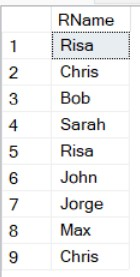 RName
1 Risa
2 Chris
3 Bob
4 Sarah
5 Risa
6 John
7 Jorge
8 Max
9 Chris